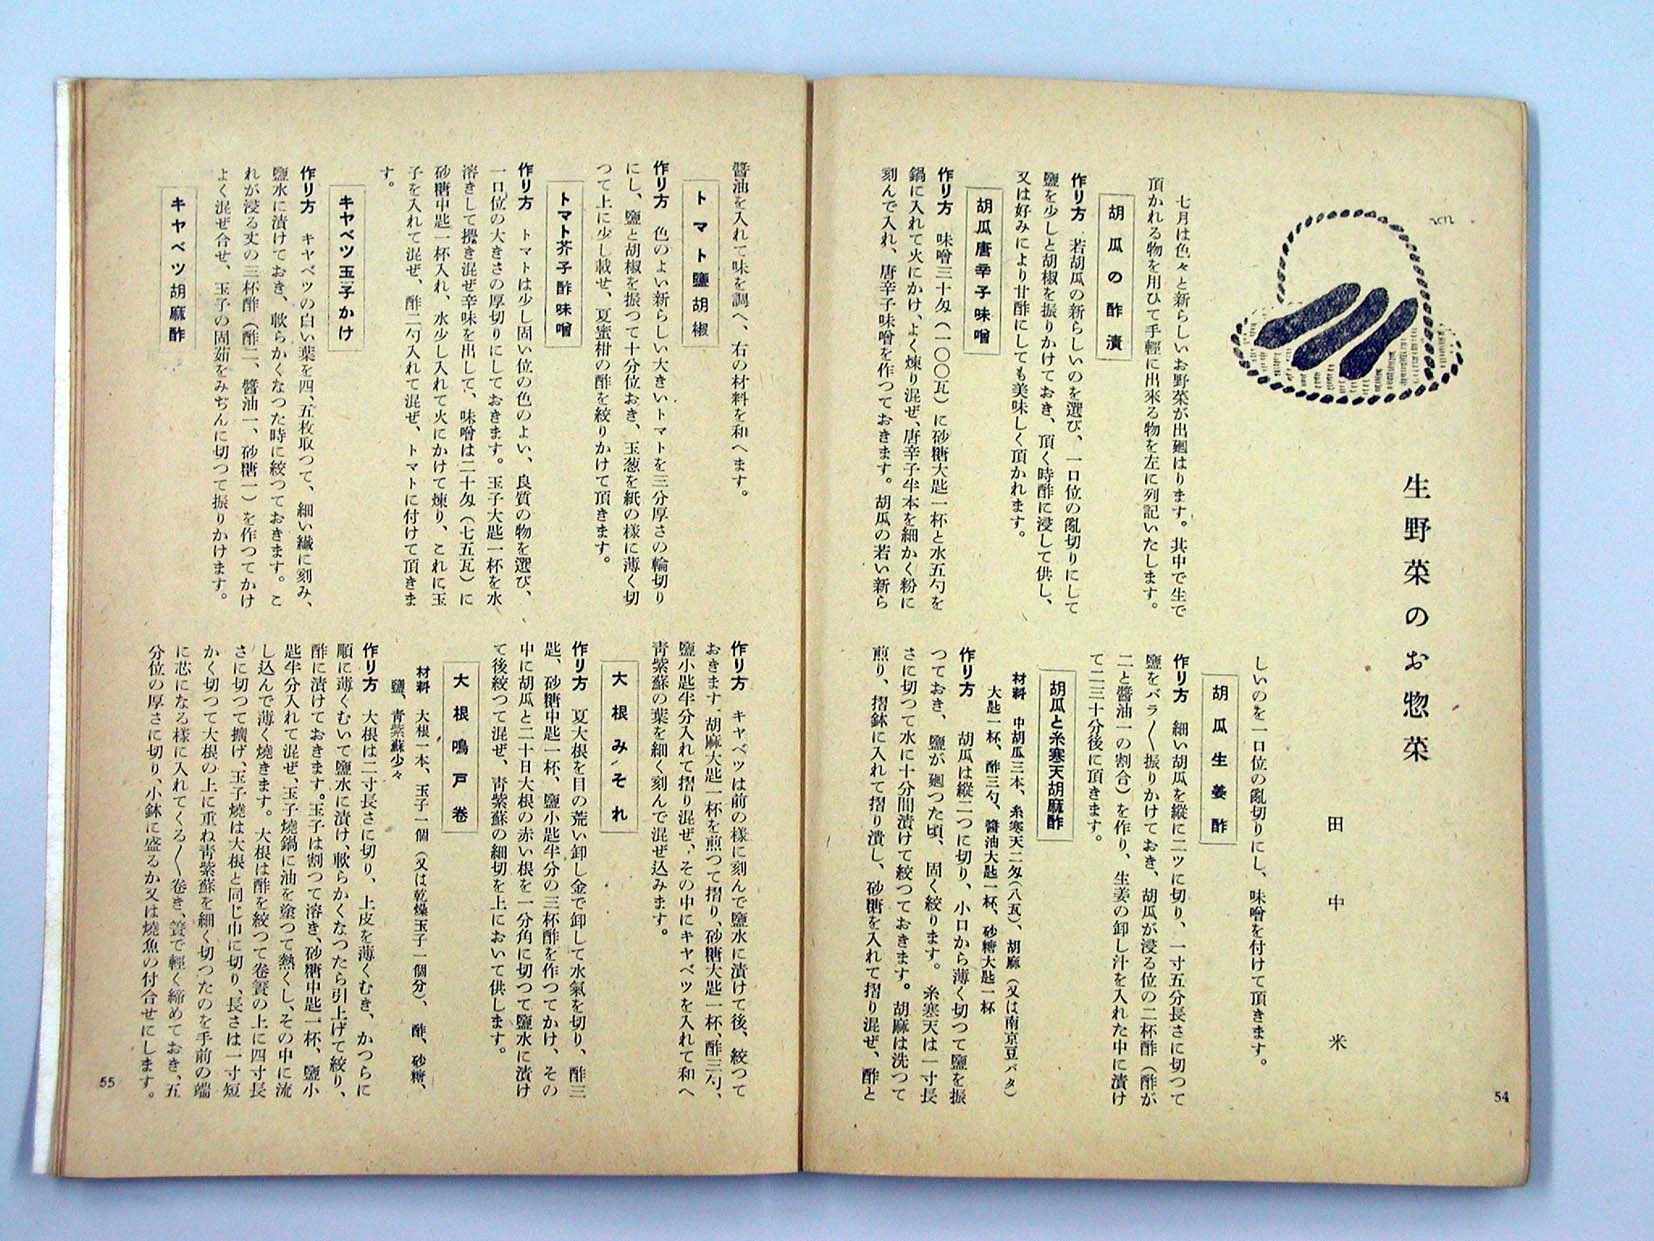 生野菜のお惣菜
田中米
七月は色々と新らしいお野菜が出廻はります。其中で生で
頂かれる物を用ひて手輕に出來る物を左に列記いたします。
胡瓜の酢漬
作り方 若胡瓜の新らしいのを選び、一口位の亂切りにして
鹽を少しと胡椒を振りかけておき、頂く時酢に浸して供し、
又は好みにより甘酢にしても美味しく頂かれます。
胡瓜唐辛子味噌
作り方 味噌三十匁(一〇〇瓦)に砂糖大匙一杯と水五勺を
鍋に入れて火にかけ、よく煉り混ぜ、唐辛子半本を細かく粉に
刻んで入れ、唐辛子味噌を作つておきます。胡瓜の若い新ら
しいのを一口位の亂切りにし、味噌を付けて頂きます。
胡瓜生姜酢
作り方 細い胡瓜を縱に二ツに切り、一寸五分長さに切つて
鹽をバラ〱振りかけておき、胡瓜が浸る位の二杯酢(酢が
二と醬油一の割合)を作り、生姜の卸し汁を入れた中に漬け
て二三十分後に頂きます。
胡瓜と糸寒天胡麻酢
材料 中胡瓜三本、糸寒天二匁(八瓦)、胡麻(又は南京豆バタ)
大匙一杯、酢三勺、醬油大匙一杯、砂糖大匙一杯
作り方 胡瓜は縱二つに切り、小口から薄く切つて鹽を振
つておき、鹽が廻つた頃、固く絞ります。糸寒天は一寸長
さに切つて水に十分間漬けて絞つておきます。胡麻は洗つて
煎り、摺鉢に入れて摺り潰し、砂糖を入れて摺り混ぜ、酢と
54
醬油を入れて味を調へ、右の材料を和へます。
トマト鹽胡椒
作り方 色のよい新らしい大きいトマトを三分厚さの輪切り
にし、鹽と胡椒を振つて十分位おき、玉葱を紙の樣に薄く切
つて上に少し載せ、夏蜜柑の酢を絞りかけて頂きます。
トマト芥子酢味噌
作り方 トマトは少し固い位の色のよい、良質の物を選び、
一口位の大きさの厚切りにしておきます。玉子大匙一杯を水
溶きして攪き混ぜ辛味を出して、味噌は二十匁(七五瓦)に
砂糖中匙一杯入れ、水少し入れて火にかけて煉り、これに玉
子を入れて混ぜ、酢二勺入れて混ぜ、トマトに付けて頂きま
す。
キヤベツ玉子かけ
作り方 キヤベツの白い葉を四、五枚取つて、細い纎に刻み、
鹽水に漬けておき、軟らかくなつた時に絞つておきます。こ
れが浸る丈の三杯酢(酢二、醬油一、砂糖一)を作つてかけ
よく混ぜ合せ、玉子の固茹をみぢんに切つて振りかけます。
キヤベツ胡麻酢
作り方 キヤベツは前の樣に刻んで鹽水に漬けて後、絞つて
おきます。胡麻大匙一杯を煎つて摺り、砂糖大匙一杯、酢三勺、
鹽小匙半分入れて摺り混ぜ、その中にキヤベツを入れて和へ
靑紫蘇の葉を細く刻んで混ぜ込みます。
大根みそれ
作り方 夏大根を目の荒い卸し金で卸して水氣を切り、酢三
匙、砂糖中匙一杯、鹽小匙半分の三杯酢を作つてかけ、その
中に胡瓜と二十日大根の赤い根を一分角に切つて鹽水に漬け
て後絞つて混ぜ、靑紫蘇の細切を上において供します。
大根鳴戸卷
材料 大根一本、玉子一個(又は乾燥玉子一個分)、酢、砂糖、
鹽、靑紫蘇少々
作り方 大根は二寸長さに切り、上皮を薄くむき、かつらに
順に薄くむいて鹽水に漬け、軟らかくなつたら引上げて絞り、
酢に漬けておきます。玉子は割つて溶き、砂糖中匙一杯、鹽小
匙半分入れて混ぜ、玉子燒鍋に油を塗つて熱くし、その中に流
し込んで薄く燒きます。大根は酢を絞つて卷簀の上に四寸長
さに切つて擴げ、玉子燒は大根と同じ巾に切り、長さは一寸短
かく切つて大根の上に重ね靑紫蘇を細く切つたのを手前の端
に芯になる樣に入れてくる〱卷き、簀で輕く締めておき、五
分位の厚さに切り、小鉢に盛るか又は燒魚の付合せにします。
55